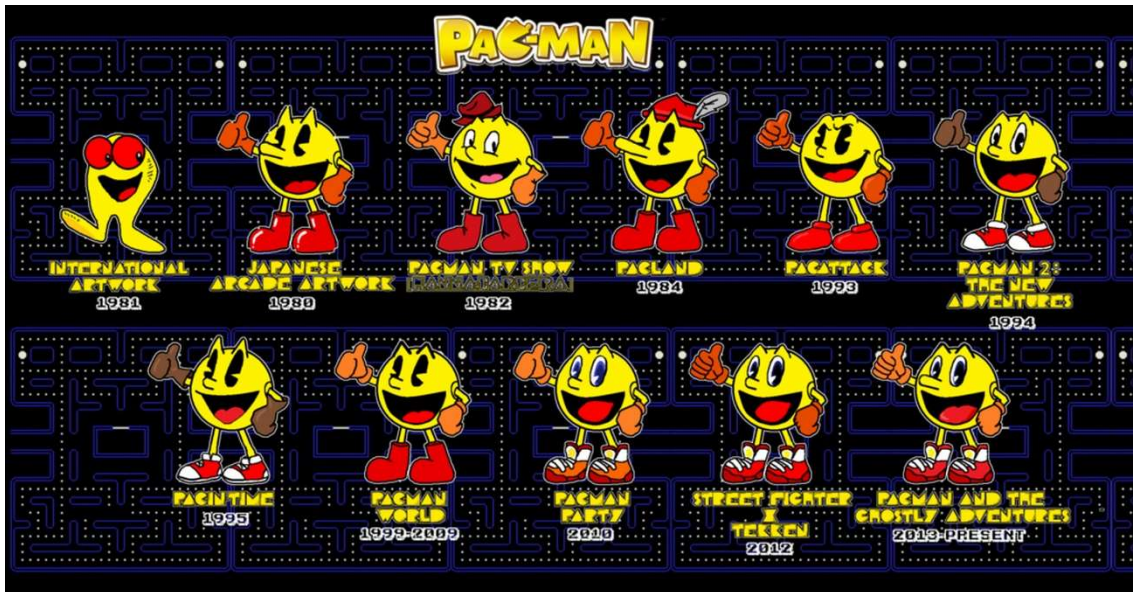 PAC-MAN
INTERNATIONAL
ARTWORK
1981
JAPANESE
ARCADE ARTWORK
1980
PACMAN TV SHOW
(HANNA-BARBERA)
1982
PACLAND
1984
PACATTACK
1993
PACMAN 2:
THE NEW
ADVENTURES
1994
PACINTIME
1995
PACMAN
WORLD
1999-2009
PACMAN
PARTY
2010
STREET FIGHTER
X
TEKKEN
2012
PACMAN AND THE
GHOSTLY ADVENTURES
2013-PRESENT